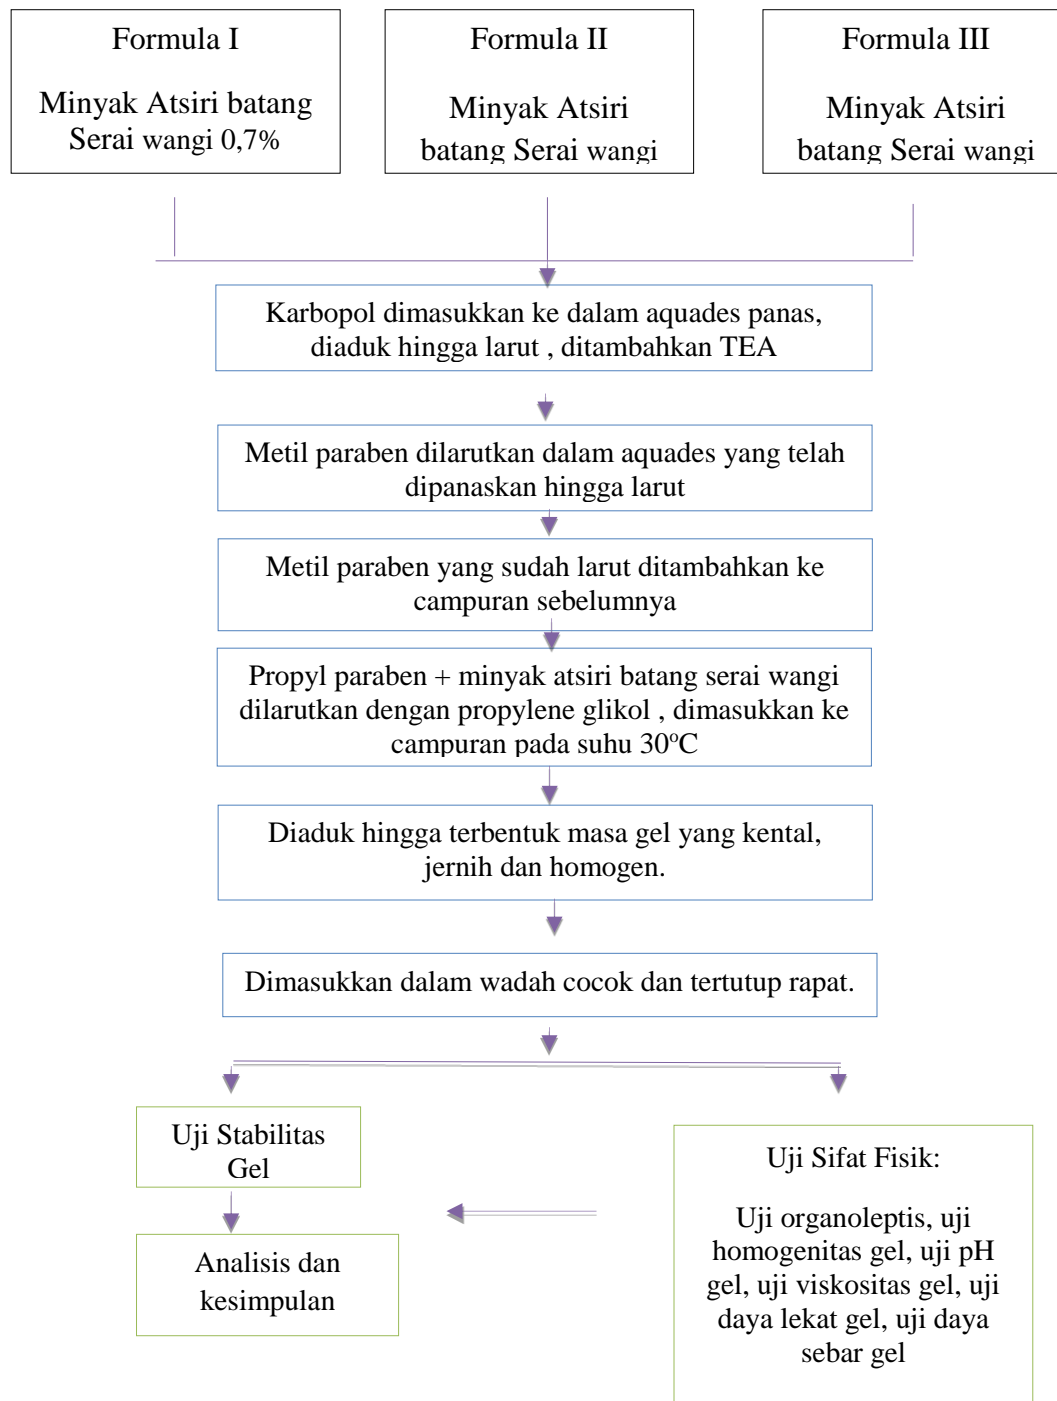 Formula I
Minyak Atsiri batang
Serai wangi 0,7%
Formula II
Minyak Atsiri
batang Serai wangi
Formula III
Minyak Atsiri
batang Serai wangi
Karbopol dimasukkan ke dalam aquades panas,
diaduk hingga larut , ditambahkan TEA
Metil paraben dilarutkan dalam aquades yang telah
dipanaskan hingga larut
Metil paraben yang sudah larut ditambahkan ke
campuran sebelumnya
Propyl paraben + minyak atsiri batang serai wangi
dilarutkan dengan propylene glikol , dimasukkan ke
campuran pada suhu 30°C
Diaduk hingga terbentuk masa gel yang kental,
jernih dan homogen.
Dimasukkan dalam wadah cocok dan tertutup rapat.
Uji Stabilitas
Gel
Analisis dan
kesimpulan
Uji Sifat Fisik:
Uji organoleptis, uji
homogenitas gel, uji pH
gel, uji viskositas gel, uji
daya lekat gel, uji daya
sebar gel